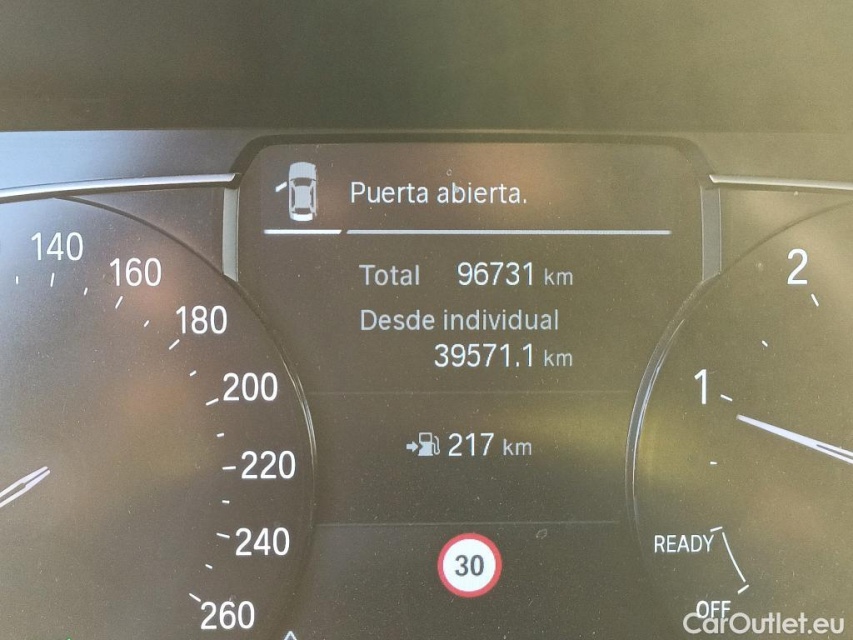 Puerta abierta.
Total 96731 km
Desde individual
39571.1 km
217 km
30
140
160
180
200
220
240
260
2
1
READY
OFF
CarOutlet.eu